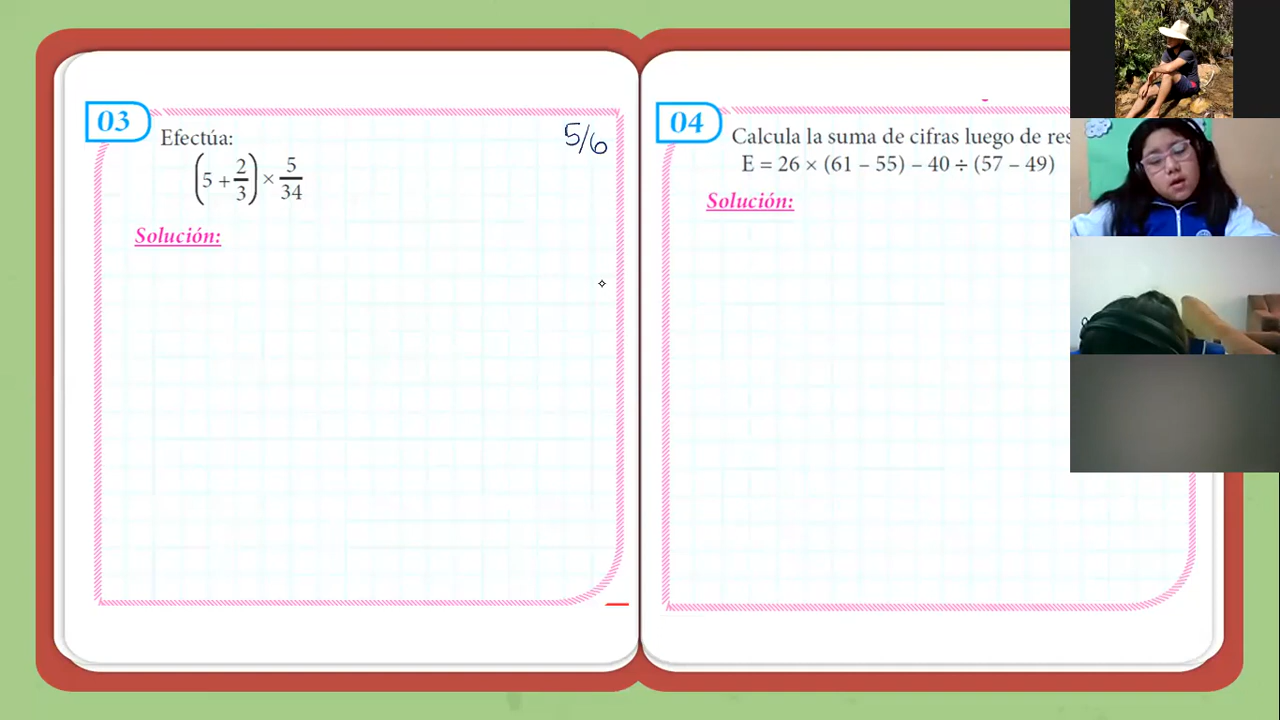 03
Efectúa:
5/6
(5 + 2/3) × 5/34
Solución:
04
Calcula la suma de cifras luego de
E = 26 × (61 – 55) – 40 ÷ (57 – 49)
Solución: